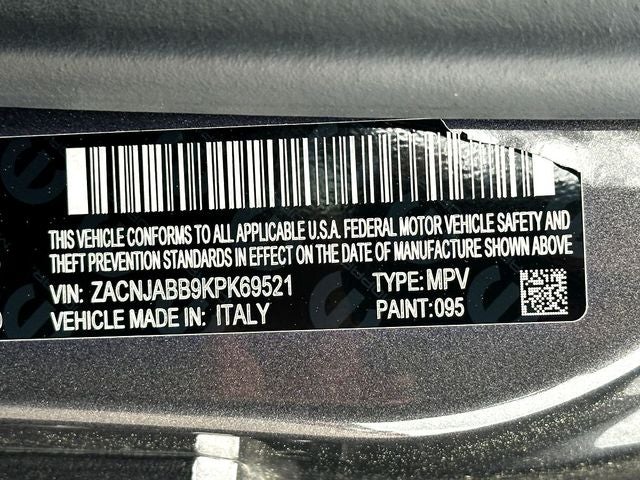 THIS VEHICLE CONFORMS TO ALL APPLICABLE U.S.A. FEDERAL MOTOR VEHICLE SAFETY AND
THEFT PREVENTION STANDARDS IN EFFECT ON THE DATE OF MANUFACTURE SHOWN ABOVE
VIN: ZACNJABB9KPK69521 TYPE: MPV
VEHICLE MADE IN: ITALY PAINT: 095